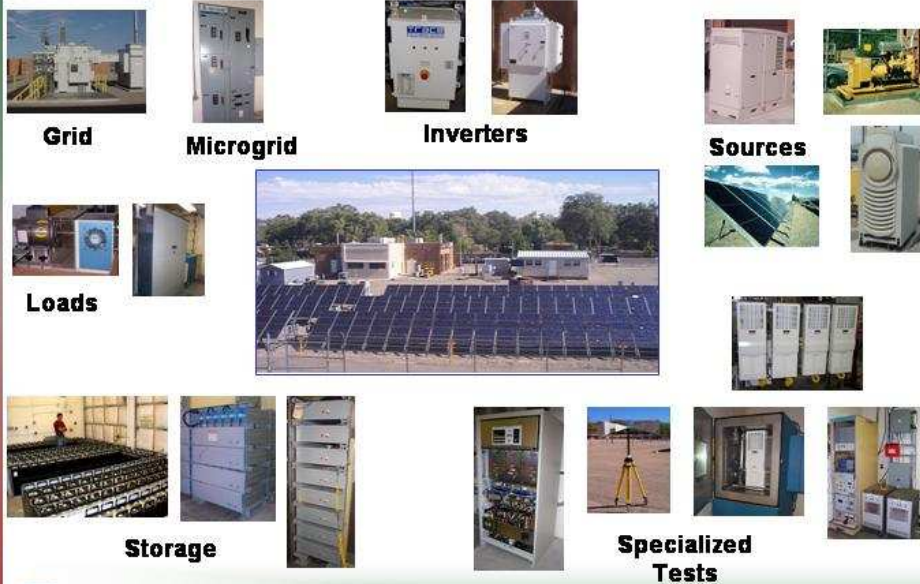 Grid
Microgrid
Inverters
Sources
Loads
Storage
Specialized
Tests